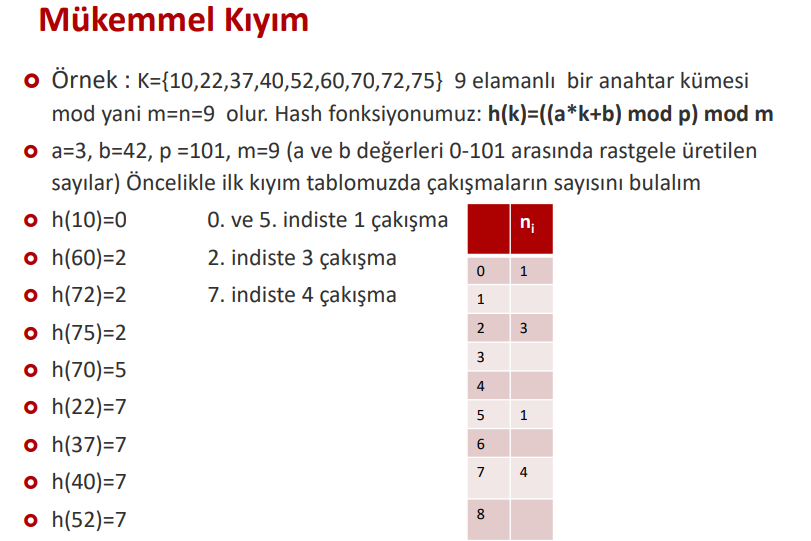 Mükemmel Kıyım
Örnek : K={10,22,37,40,52,60,70,72,75} 9 elamanlı bir anahtar kümesi
mod yani m=n=9 olur. Hash fonksiyonumuz: h(k)=((a*k+b) mod p) mod m
a=3, b=42, p =101, m=9 (a ve b değerleri 0-101 arasında rastgele üretilen
sayılar) Öncelikle ilk kıyım tablomuzda çakışmaların sayısını bulalım
h(10)=0 0. ve 5. indiste 1 çakışma
h(60)=2 2. indiste 3 çakışma
h(72)=2 7. indiste 4 çakışma
h(75)=2
h(70)=5
h(22)=7
h(37)=7
h(40)=7
h(52)=7
ni
0 1
1
2 3
3
4
5 1
6
7 4
8